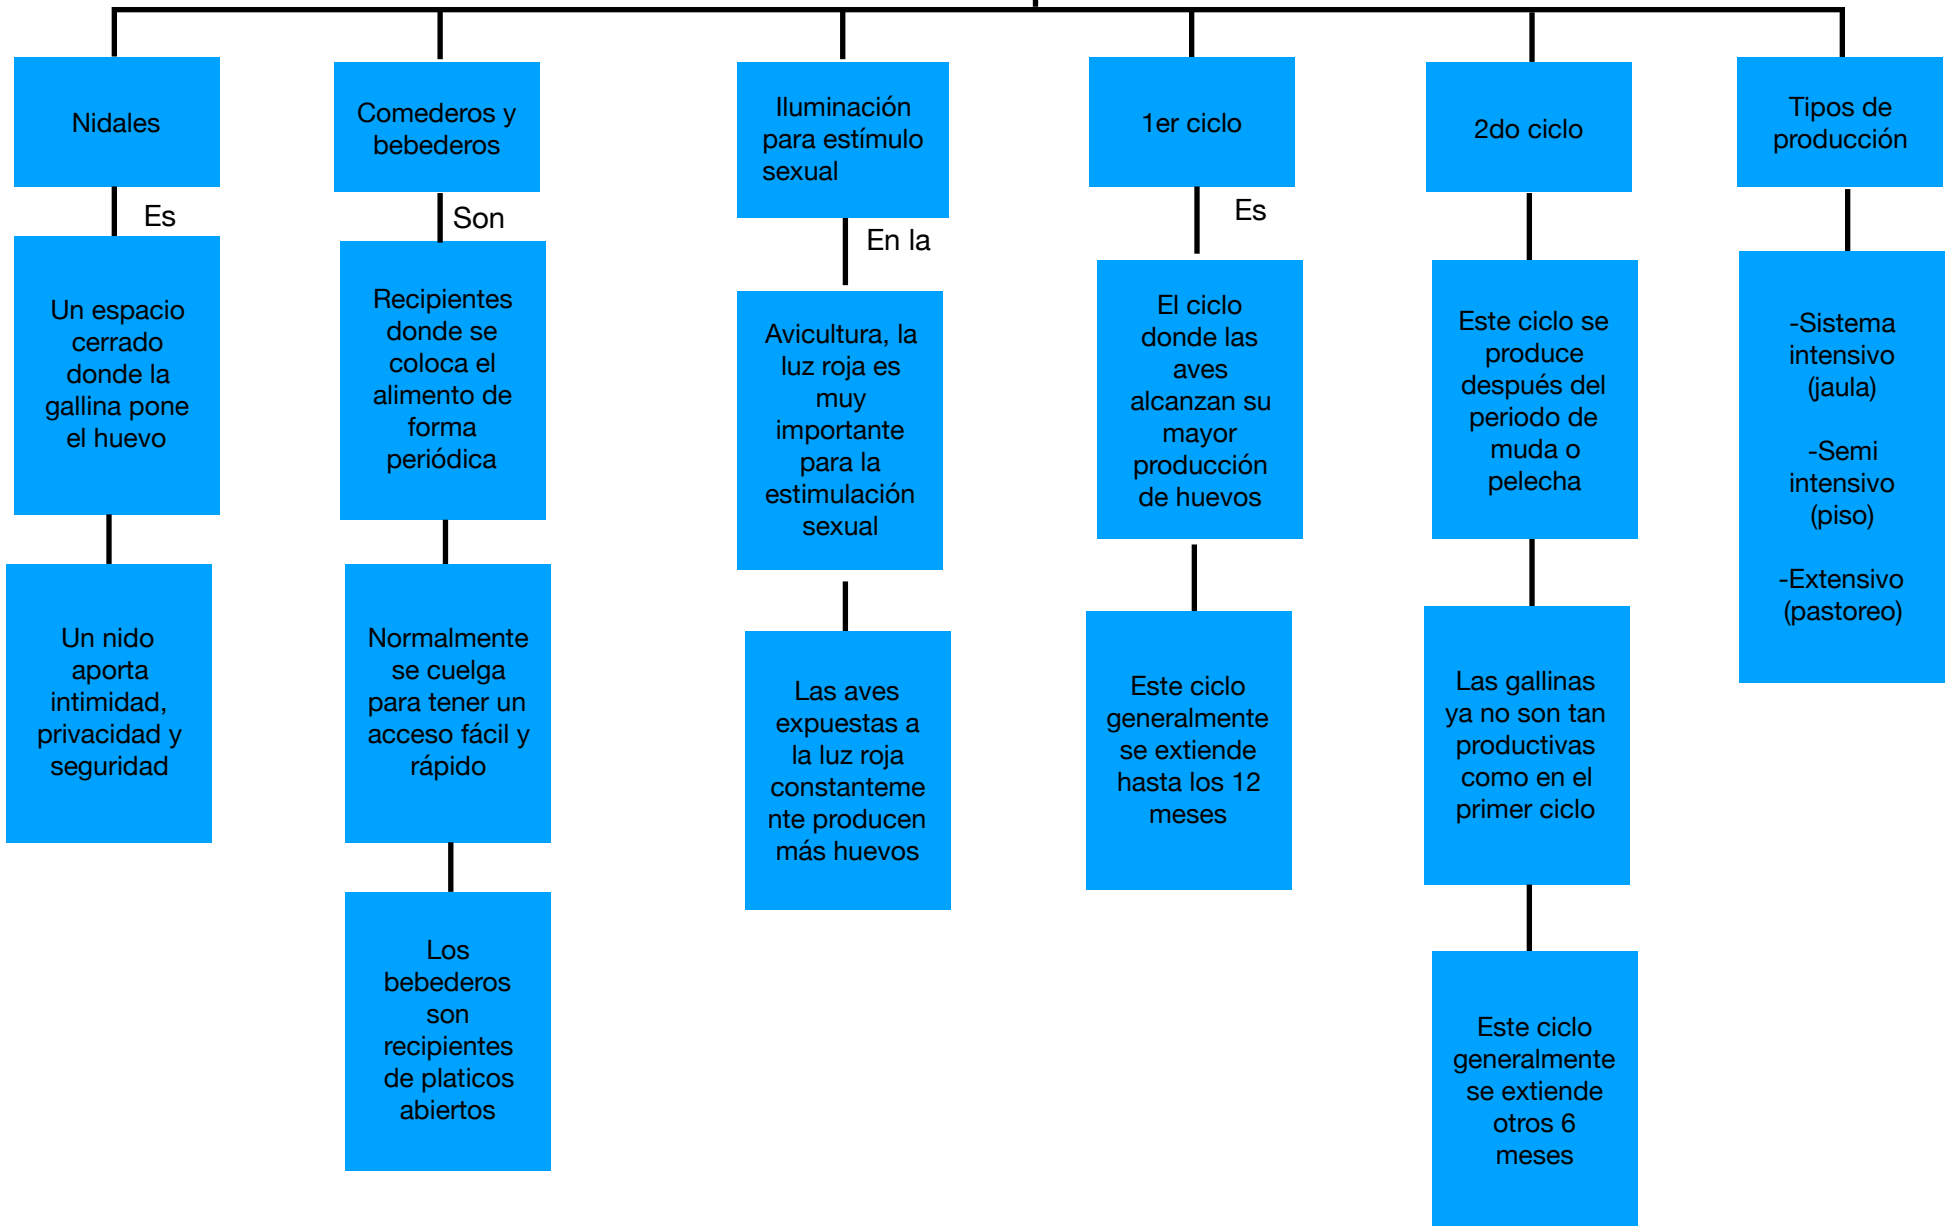 Nidales
Es
Un espacio
cerrado
donde la
gallina pone
el huevo
Un nido
aporta
intimidad,
privacidad y
seguridad
Comederos y
bebederos
Son
Recipientes
donde se
coloca el
alimento de
forma
periódica
Normalmente
se cuelga
para tener un
acceso fácil y
rápido
Los
bebederos
son
recipientes
de platicos
abiertos
Iluminación
para estímulo
sexual
En la
Avicultura, la
luz roja es
muy
importante
para la
estimulación
sexual
Las aves
expuestas a
la luz roja
constanteme
nte producen
más huevos
1er ciclo
Es
El ciclo
donde las
aves
alcanzan su
mayor
producción
de huevos
Este ciclo
generalmente
se extiende
hasta los 12
meses
2do ciclo
Este ciclo se
produce
después del
periodo de
muda o
pelecha
Las gallinas
ya no son tan
productivas
como en el
primer ciclo
Este ciclo
generalmente
se extiende
otros 6
meses
Tipos de
producción
-Sistema
intensivo
(jaula)
-Semi
intensivo
(piso)
-Extensivo
(pastoreo)